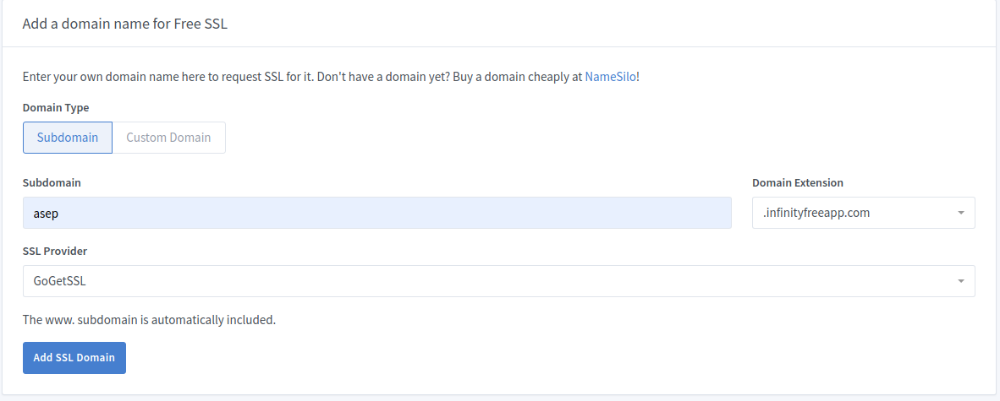 Add a domain name for Free SSL
Enter your own domain name here to request SSL for it. Don't have a domain yet? Buy a domain cheaply at NameSilo!
Domain Type
Subdomain Custom Domain
Subdomain Domain Extension
asep .infinityfreeapp.com
SSL Provider
GoGetSSL
The www. subdomain is automatically included.
Add SSL Domain